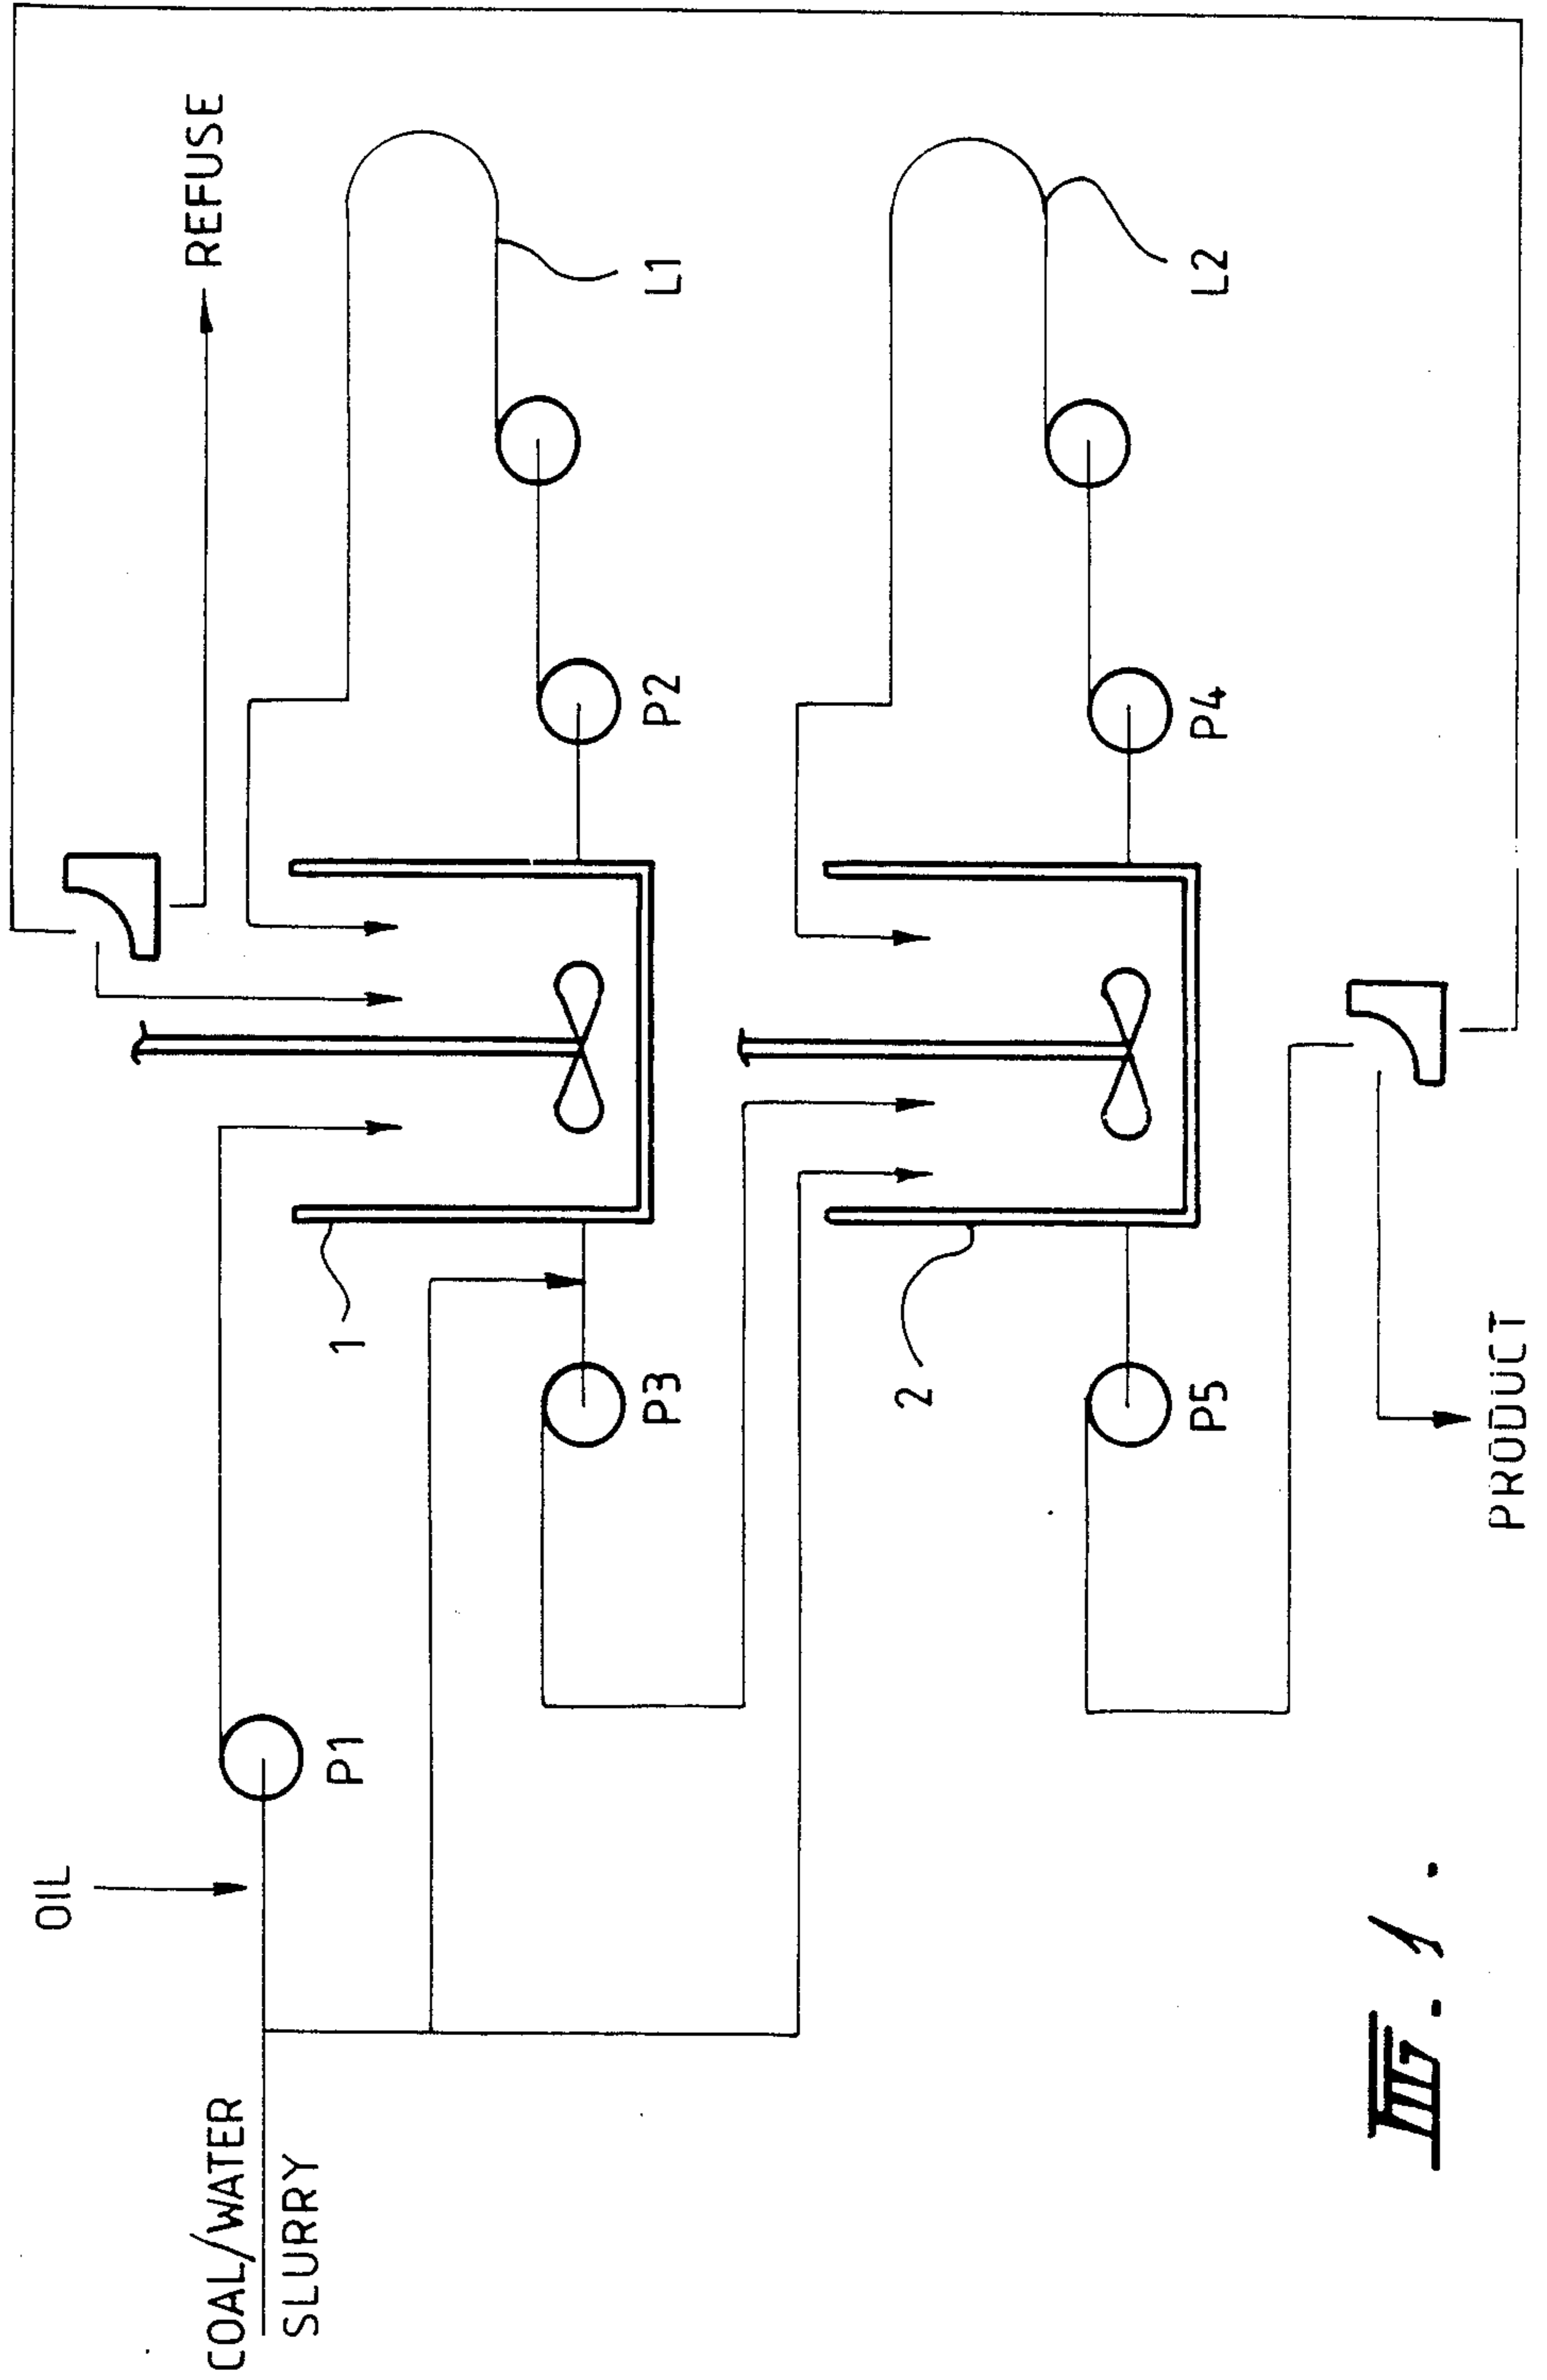 OIL
COAL/WATER
SLURRY
P1
REFUSE
1
L1
P2
P3
2
L2
P4
P5
PRODUCT
FIG. 1.